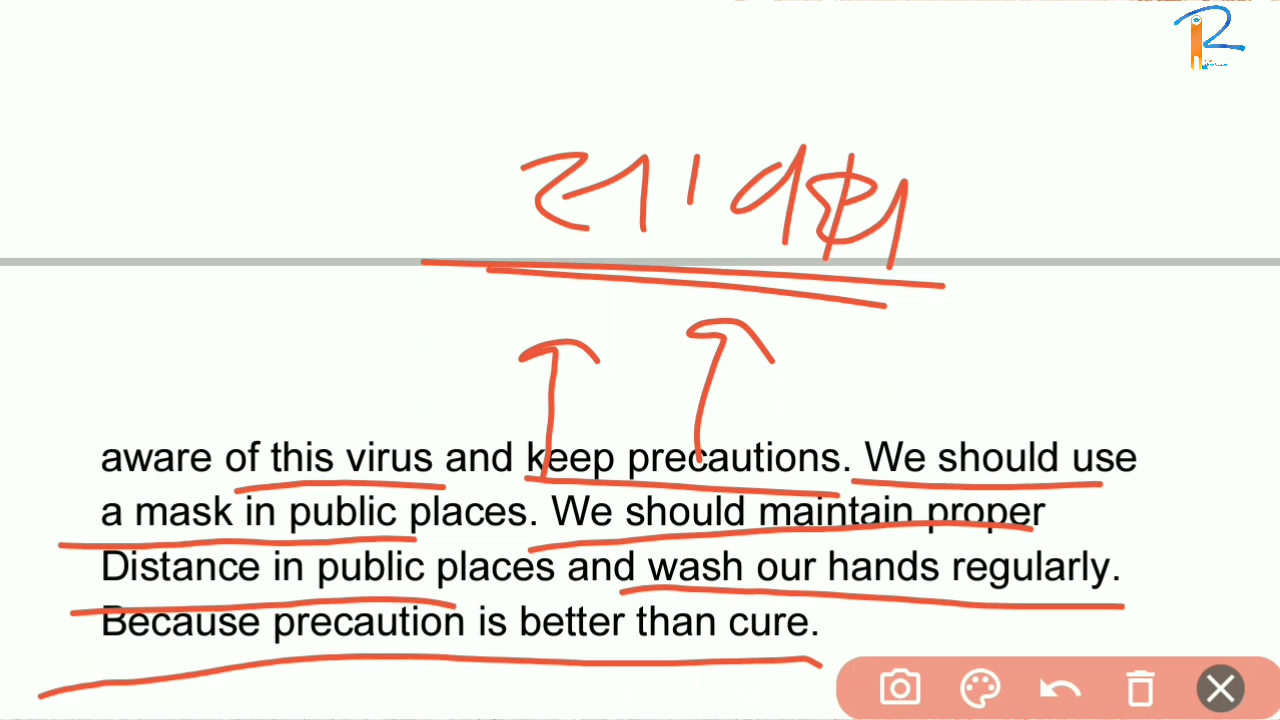 aware of this virus and keep precautions. We should use
a mask in public places. We should maintain proper
Distance in public places and wash our hands regularly.
Because precaution is better than cure.